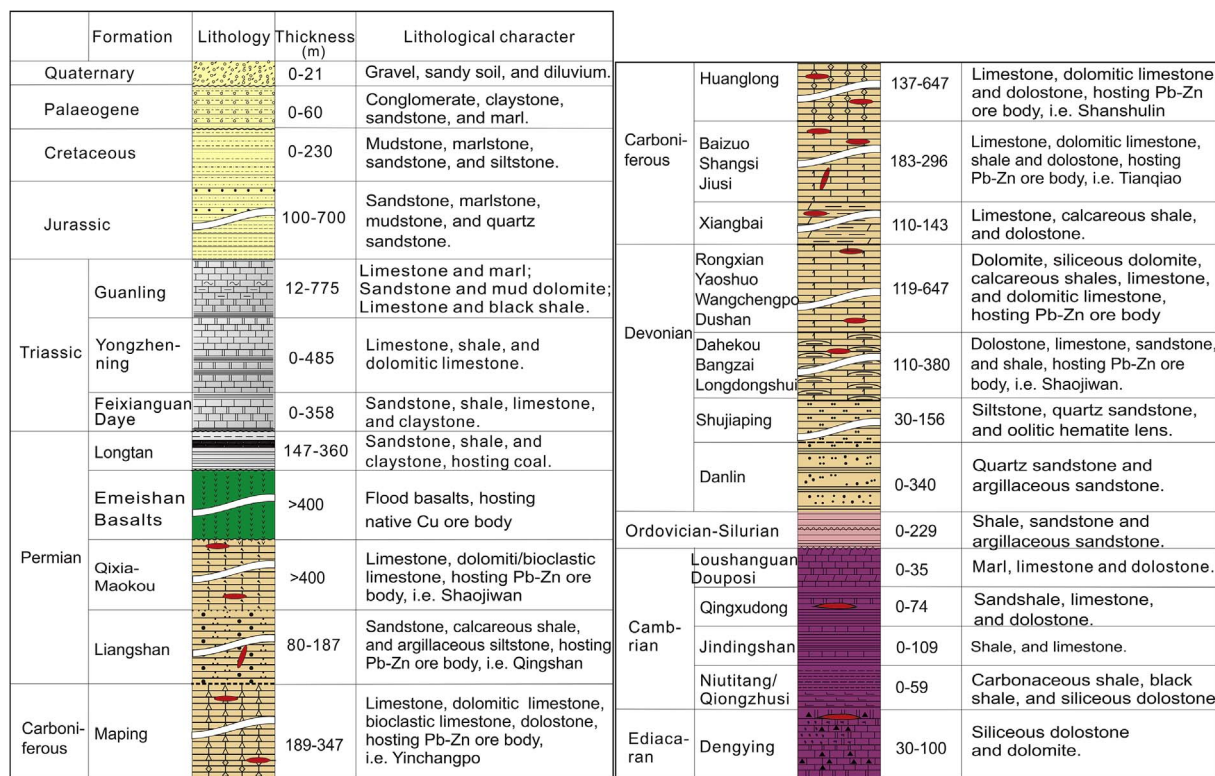 Formation Lithology Thickness (m) Lithological character
Quaternary 0-21 Gravel, sandy soil, and diluvium.
Palaeogene 0-60 Conglomerate, claystone,
sandstone, and marl.
Cretaceous 0-230 Mudstone, marlstone,
sandstone, and siltstone.
Jurassic 100-700 Sandstone, marlstone,
mudstone, and quartz
sandstone.
Triassic
Guanling 12-775 Limestone and marl;
Sandstone and mud dolomite;
Limestone and black shale.
Yongzhen-
ning 0-485 Limestone, shale, and
dolomitic limestone.
Feixianguan
Daye 0-358 Sandstone, shale, limestone,
and claystone.
Permian
Longtan 147-360 Sandstone, shale, and
claystone, hosting coal.
Emeishan
Basalts >400 Flood basalts, hosting
native Cu ore body
Qixia-
Maokou >400 Limestone, dolomiti/bioclastic
limestone, hosting Pb-Zn ore
body, i.e. Shaojiwan
Liangshan 80-187 Sandstone, calcareous shale
and argillaceous siltstone, hosting
Pb-Zn ore body, i.e. Qingshan
Carboni-
ferous
Maping 189-347 Limestone, dolomitic limestone,
bioclastic limestone, dolostone,
hosting Pb-Zn ore body,
i.e. Yinchangpo
Carboni-
ferous
Huanglong 137-647 Limestone, dolomitic limestone
and dolostone, hosting Pb-Zn
ore body, i.e. Shanshulin
Baizuo
Shangsi
Jiusi 183-296 Limestone, dolomitic limestone,
shale and dolostone, hosting
Pb-Zn ore body, i.e. Tianqiao
Xiangbai 110-143 Limestone, calcareous shale,
and dolostone.
Devonian
Rongxian
Yaoshuo
Wangchengpo
Dushan 119-647 Dolomite, siliceous dolomite,
calcareous shales, limestone,
and dolomitic limestone,
hosting Pb-Zn ore body
Dahekou
Bangzai
Longdongshui 110-380 Dolostone, limestone, sandstone,
and shale, hosting Pb-Zn ore
body, i.e. Shaojiwan.
Shujiaping 30-156 Siltstone, quartz sandstone,
and oolitic hematite lens.
Danlin 0-340 Quartz sandstone and
argillaceous sandstone.
Ordovician-Silurian 0-229 Shale, sandstone and
argillaceous sandstone.
Camb-
rian
Loushanguan
Douposi 0-35 Marl, limestone and dolostone.
Qingxudong 0-74 Sandshale, limestone,
and dolostone.
Jindingshan 0-109 Shale, and limestone.
Niutitang/
Qiongzhusi 0-59 Carbonaceous shale, black
shale, and siliceous dolostone
Ediaca-
ran
Dengying 30-100 Siliceous dolostone
and dolomite.